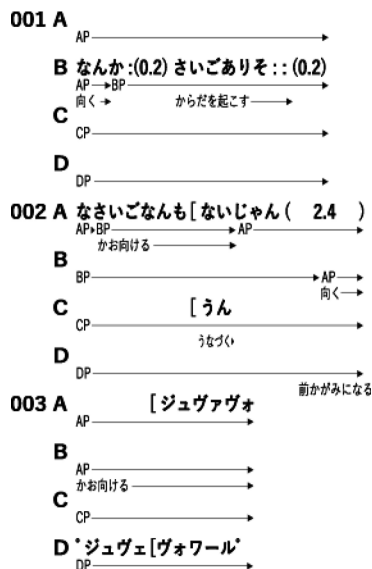 001 A
AP
B なんか:(0.2) さいごありそ::(0.2)
AP BP
向く からだを起こす
C
CP
D
DP
002 A なさいごなんも[ないじゃん( 2.4 )
AP BP AP
かお向ける
B
BP AP
向く
C [うん
CP
うなづく
D
DP
前かがみになる
003 A [ジュヴァヴォ
AP
B
AP
かお向ける
C
CP
D °ジュヴェ[ヴォワール°
DP